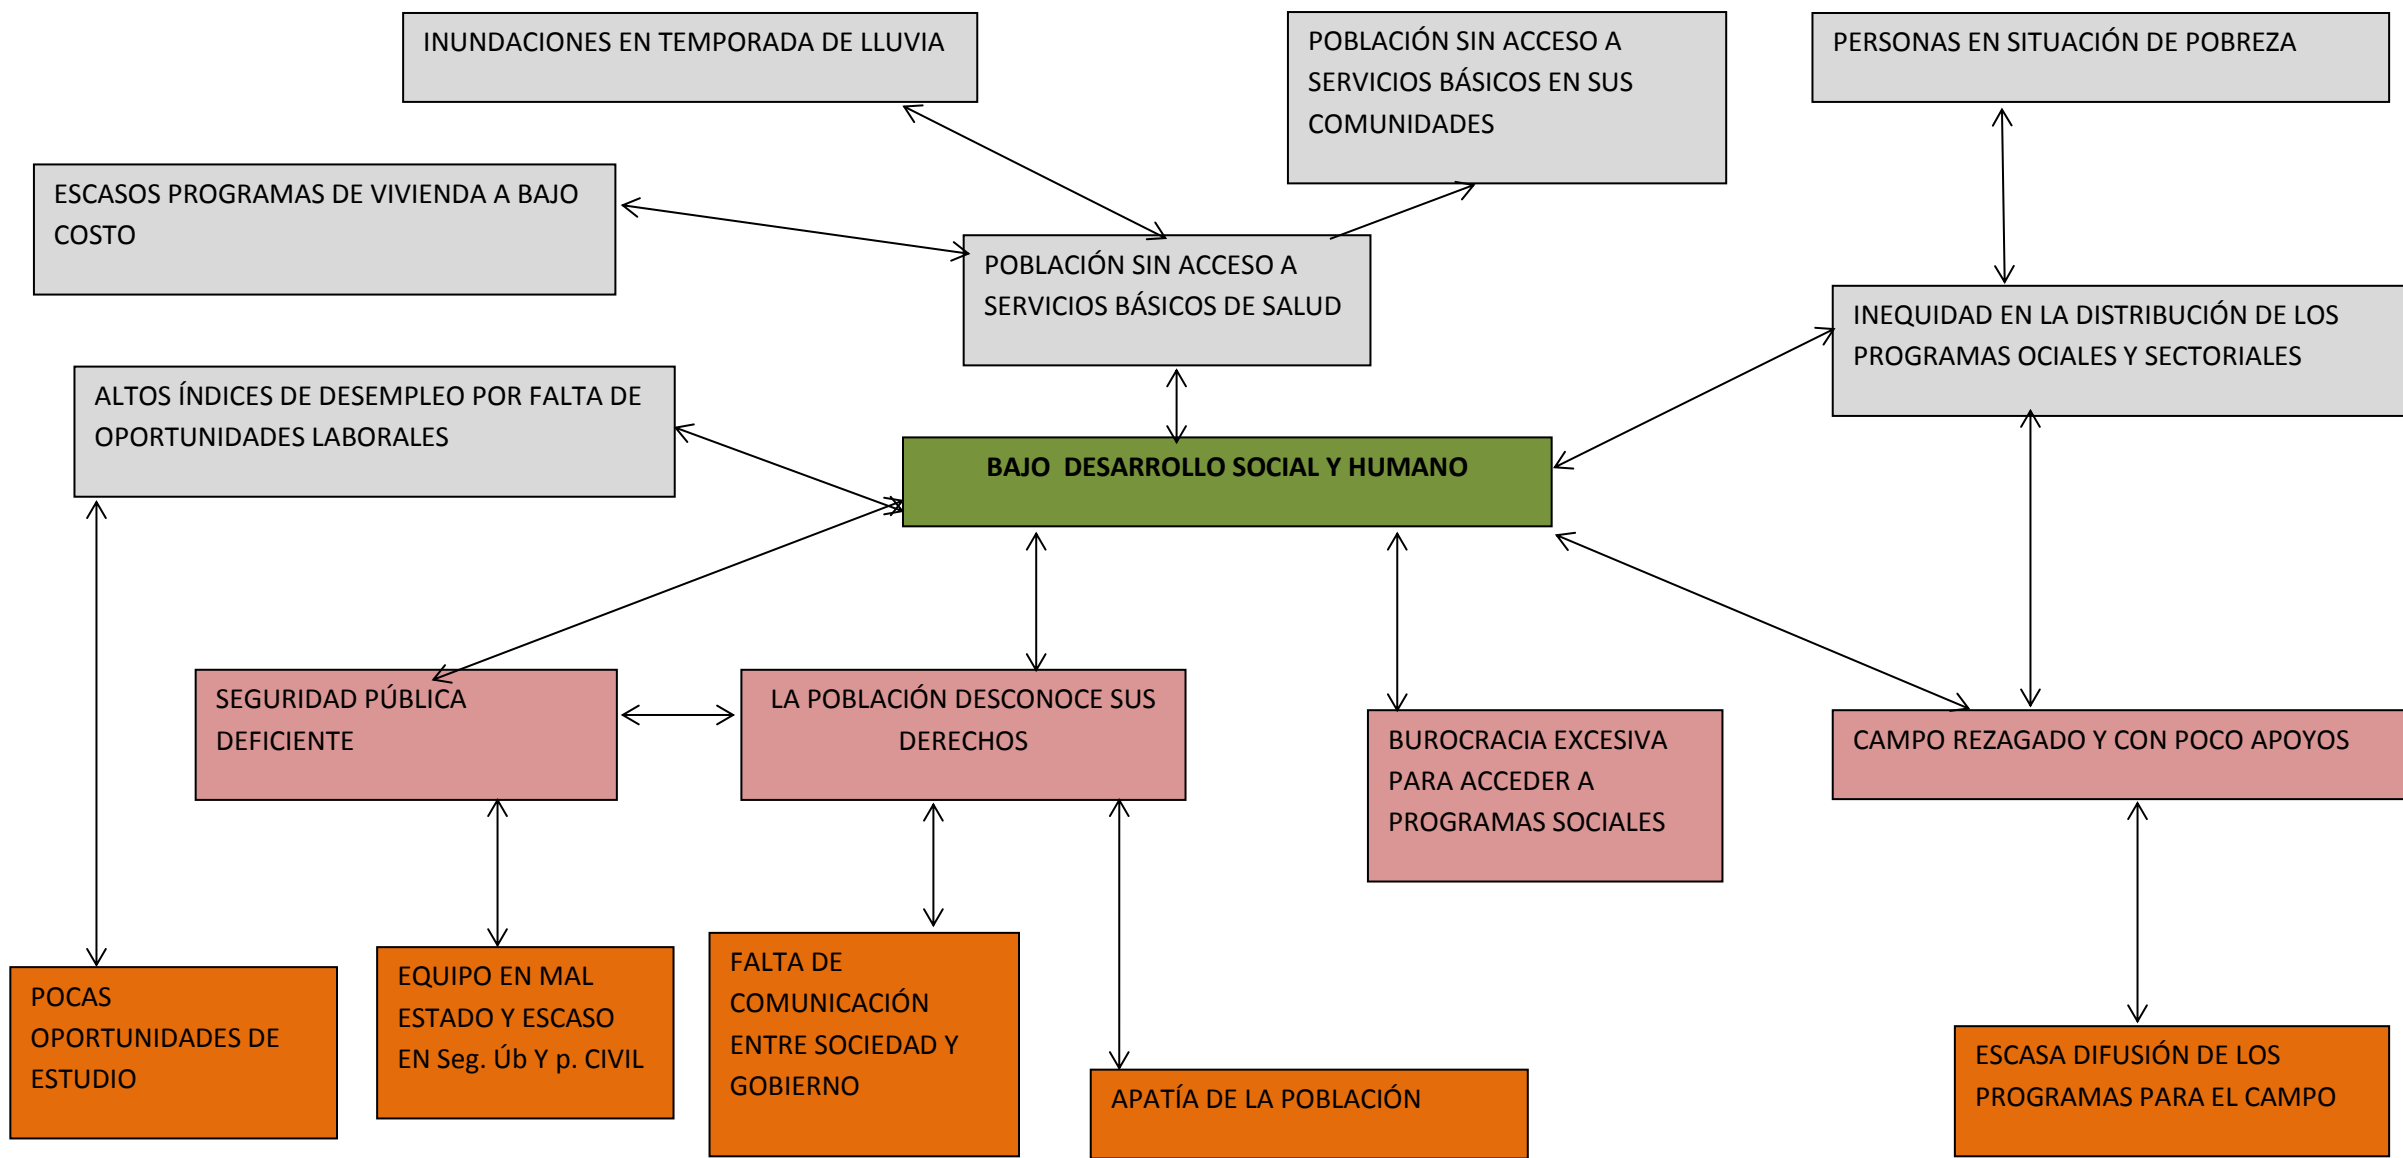 INUNDACIONES EN TEMPORADA DE LLUVIA
POBLACIÓN SIN ACCESO A
SERVICIOS BÁSICOS EN SUS
COMUNIDADES
PERSONAS EN SITUACIÓN DE POBREZA
ESCASOS PROGRAMAS DE VIVIENDA A BAJO
COSTO
POBLACIÓN SIN ACCESO A
SERVICIOS BÁSICOS DE SALUD
INEQUIDAD EN LA DISTRIBUCIÓN DE LOS
PROGRAMAS OCIALES Y SECTORIALES
ALTOS ÍNDICES DE DESEMPLEO POR FALTA DE
OPORTUNIDADES LABORALES
BAJO  DESARROLLO SOCIAL Y HUMANO
SEGURIDAD PÚBLICA
DEFICIENTE
LA POBLACIÓN DESCONOCE SUS
DERECHOS
BUROCRACIA EXCESIVA
PARA ACCEDER A
PROGRAMAS SOCIALES
CAMPO REZAGADO Y CON POCO APOYOS
POCAS
OPORTUNIDADES DE
ESTUDIO
EQUIPO EN MAL
ESTADO Y ESCASO
EN Seg. Úb Y p. CIVIL
FALTA DE
COMUNICACIÓN
ENTRE SOCIEDAD Y
GOBIERNO
APATÍA DE LA POBLACIÓN
ESCASA DIFUSIÓN DE LOS
PROGRAMAS PARA EL CAMPO